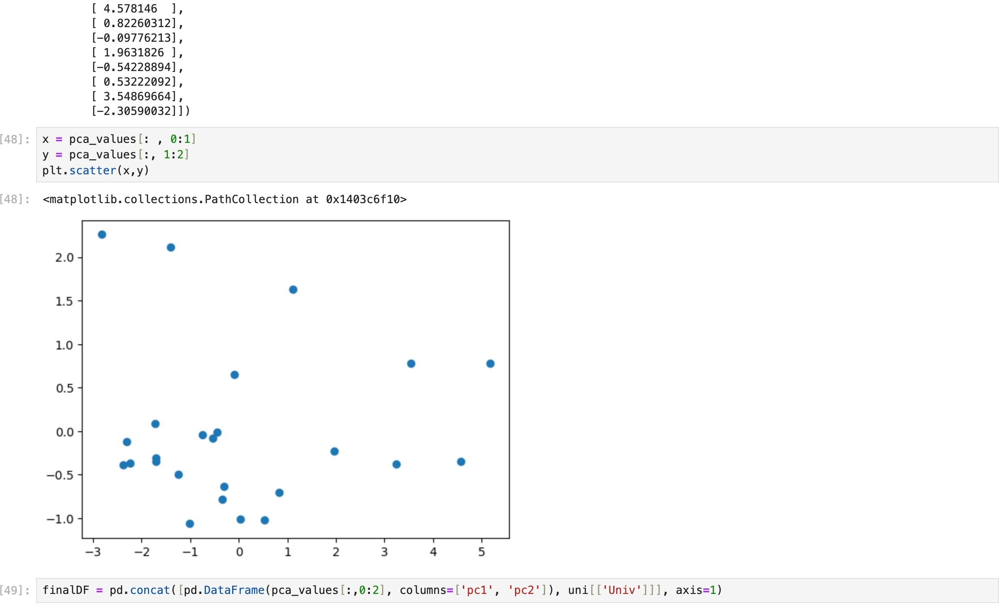 [ 4.578146  ],
[ 0.82260312],
[-0.09776213],
[ 1.9631826 ],
[-0.54228894],
[ 0.53222092],
[ 3.54869664],
[-2.30590032]])
[48]: x = pca_values[: , 0:1]
y = pca_values[:, 1:2]
plt.scatter(x,y)
[48]: <matplotlib.collections.PathCollection at 0x1403c6f10>
2.0
1.5
1.0
0.5
0.0
−0.5
−1.0
−3 −2 −1 0 1 2 3 4 5
[49]: finalDF = pd.concat([pd.DataFrame(pca_values[:,0:2], columns=['pc1', 'pc2']), uni[['Univ']]], axis=1)